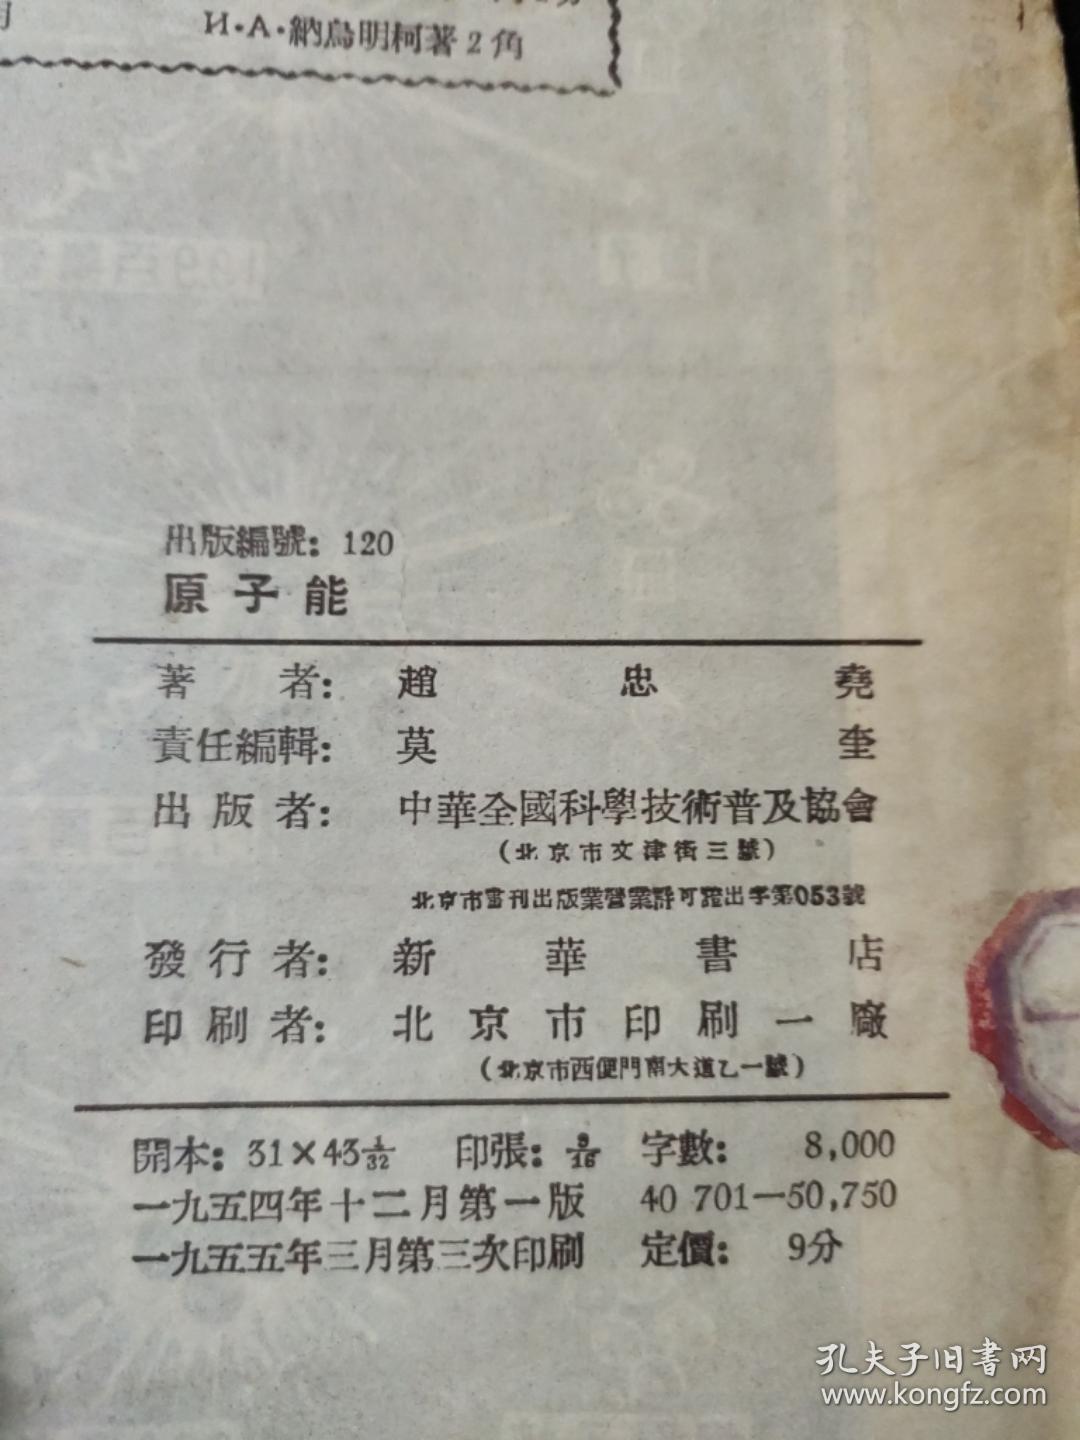 И·А·納烏明柯著 2 角
出版編號: 120
原子能
著者: 趙忠堯
責任編輯: 莫奎
出版者: 中華全國科學技術普及協會
(北京市文津街三號)
北京市書刊出版業營業許可證出字第053號
發行者: 新華書店
印刷者: 北京市印刷一廠
(北京市西便門南大道乙一號)
開本: 31×43 1/32 印張: 9/16 字數: 8,000
一九五四年十二月第一版 40 701—50,750
一九五五年三月第三次印刷 定價: 9分
孔夫子旧書网
www.kongfz.com